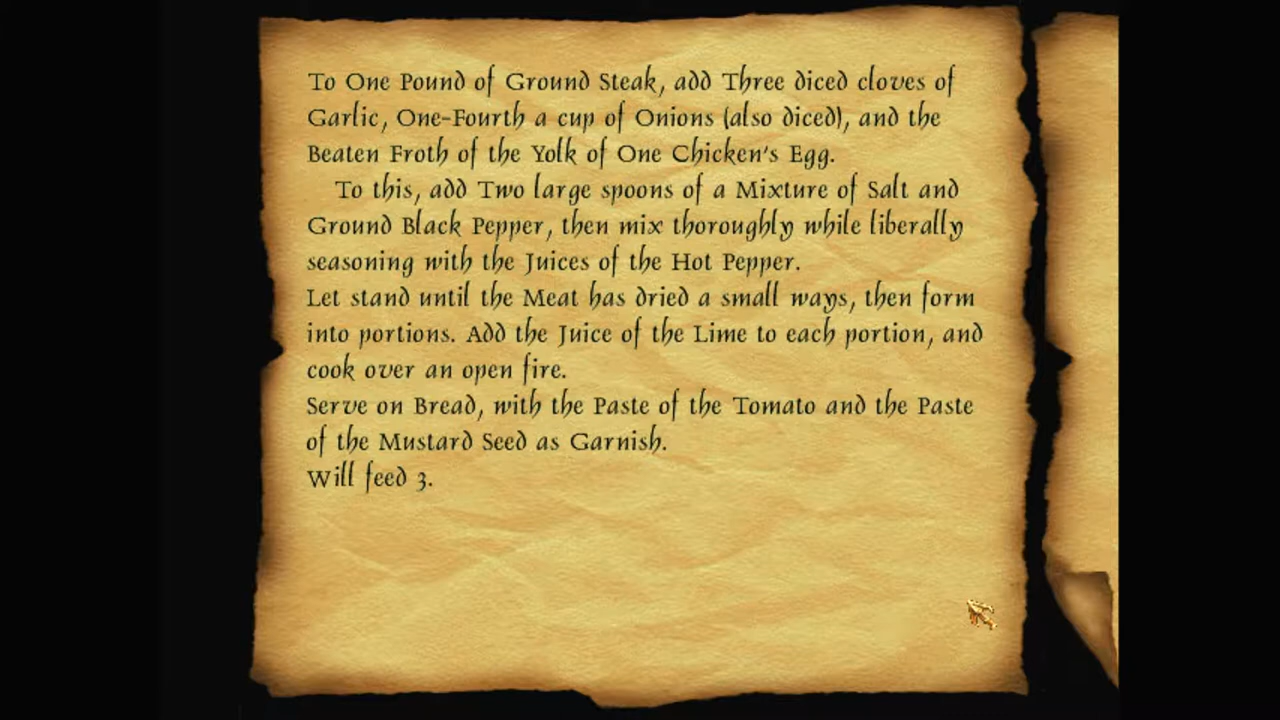 To One Pound of Ground Steak, add Three diced cloves of
Garlic, One-Fourth a cup of Onions (also diced), and the
Beaten Froth of the Yolk of One Chicken's Egg.
To this, add Two large spoons of a Mixture of Salt and
Ground Black Pepper, then mix thoroughly while liberally
seasoning with the Juices of the Hot Pepper.
Let stand until the Meat has dried a small ways, then form
into portions. Add the Juice of the Lime to each portion, and
cook over an open fire.
Serve on Bread, with the Paste of the Tomato and the Paste
of the Mustard Seed as Garnish.
Will feed 3.